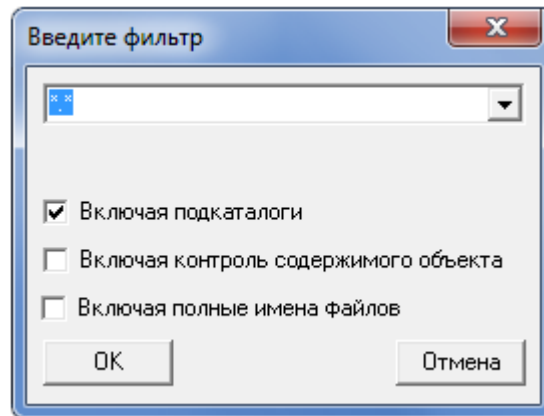 Введите фильтр
*.*
Включая подкаталоги
Включая контроль содержимого объекта
Включая полные имена файлов
OK
Отмена